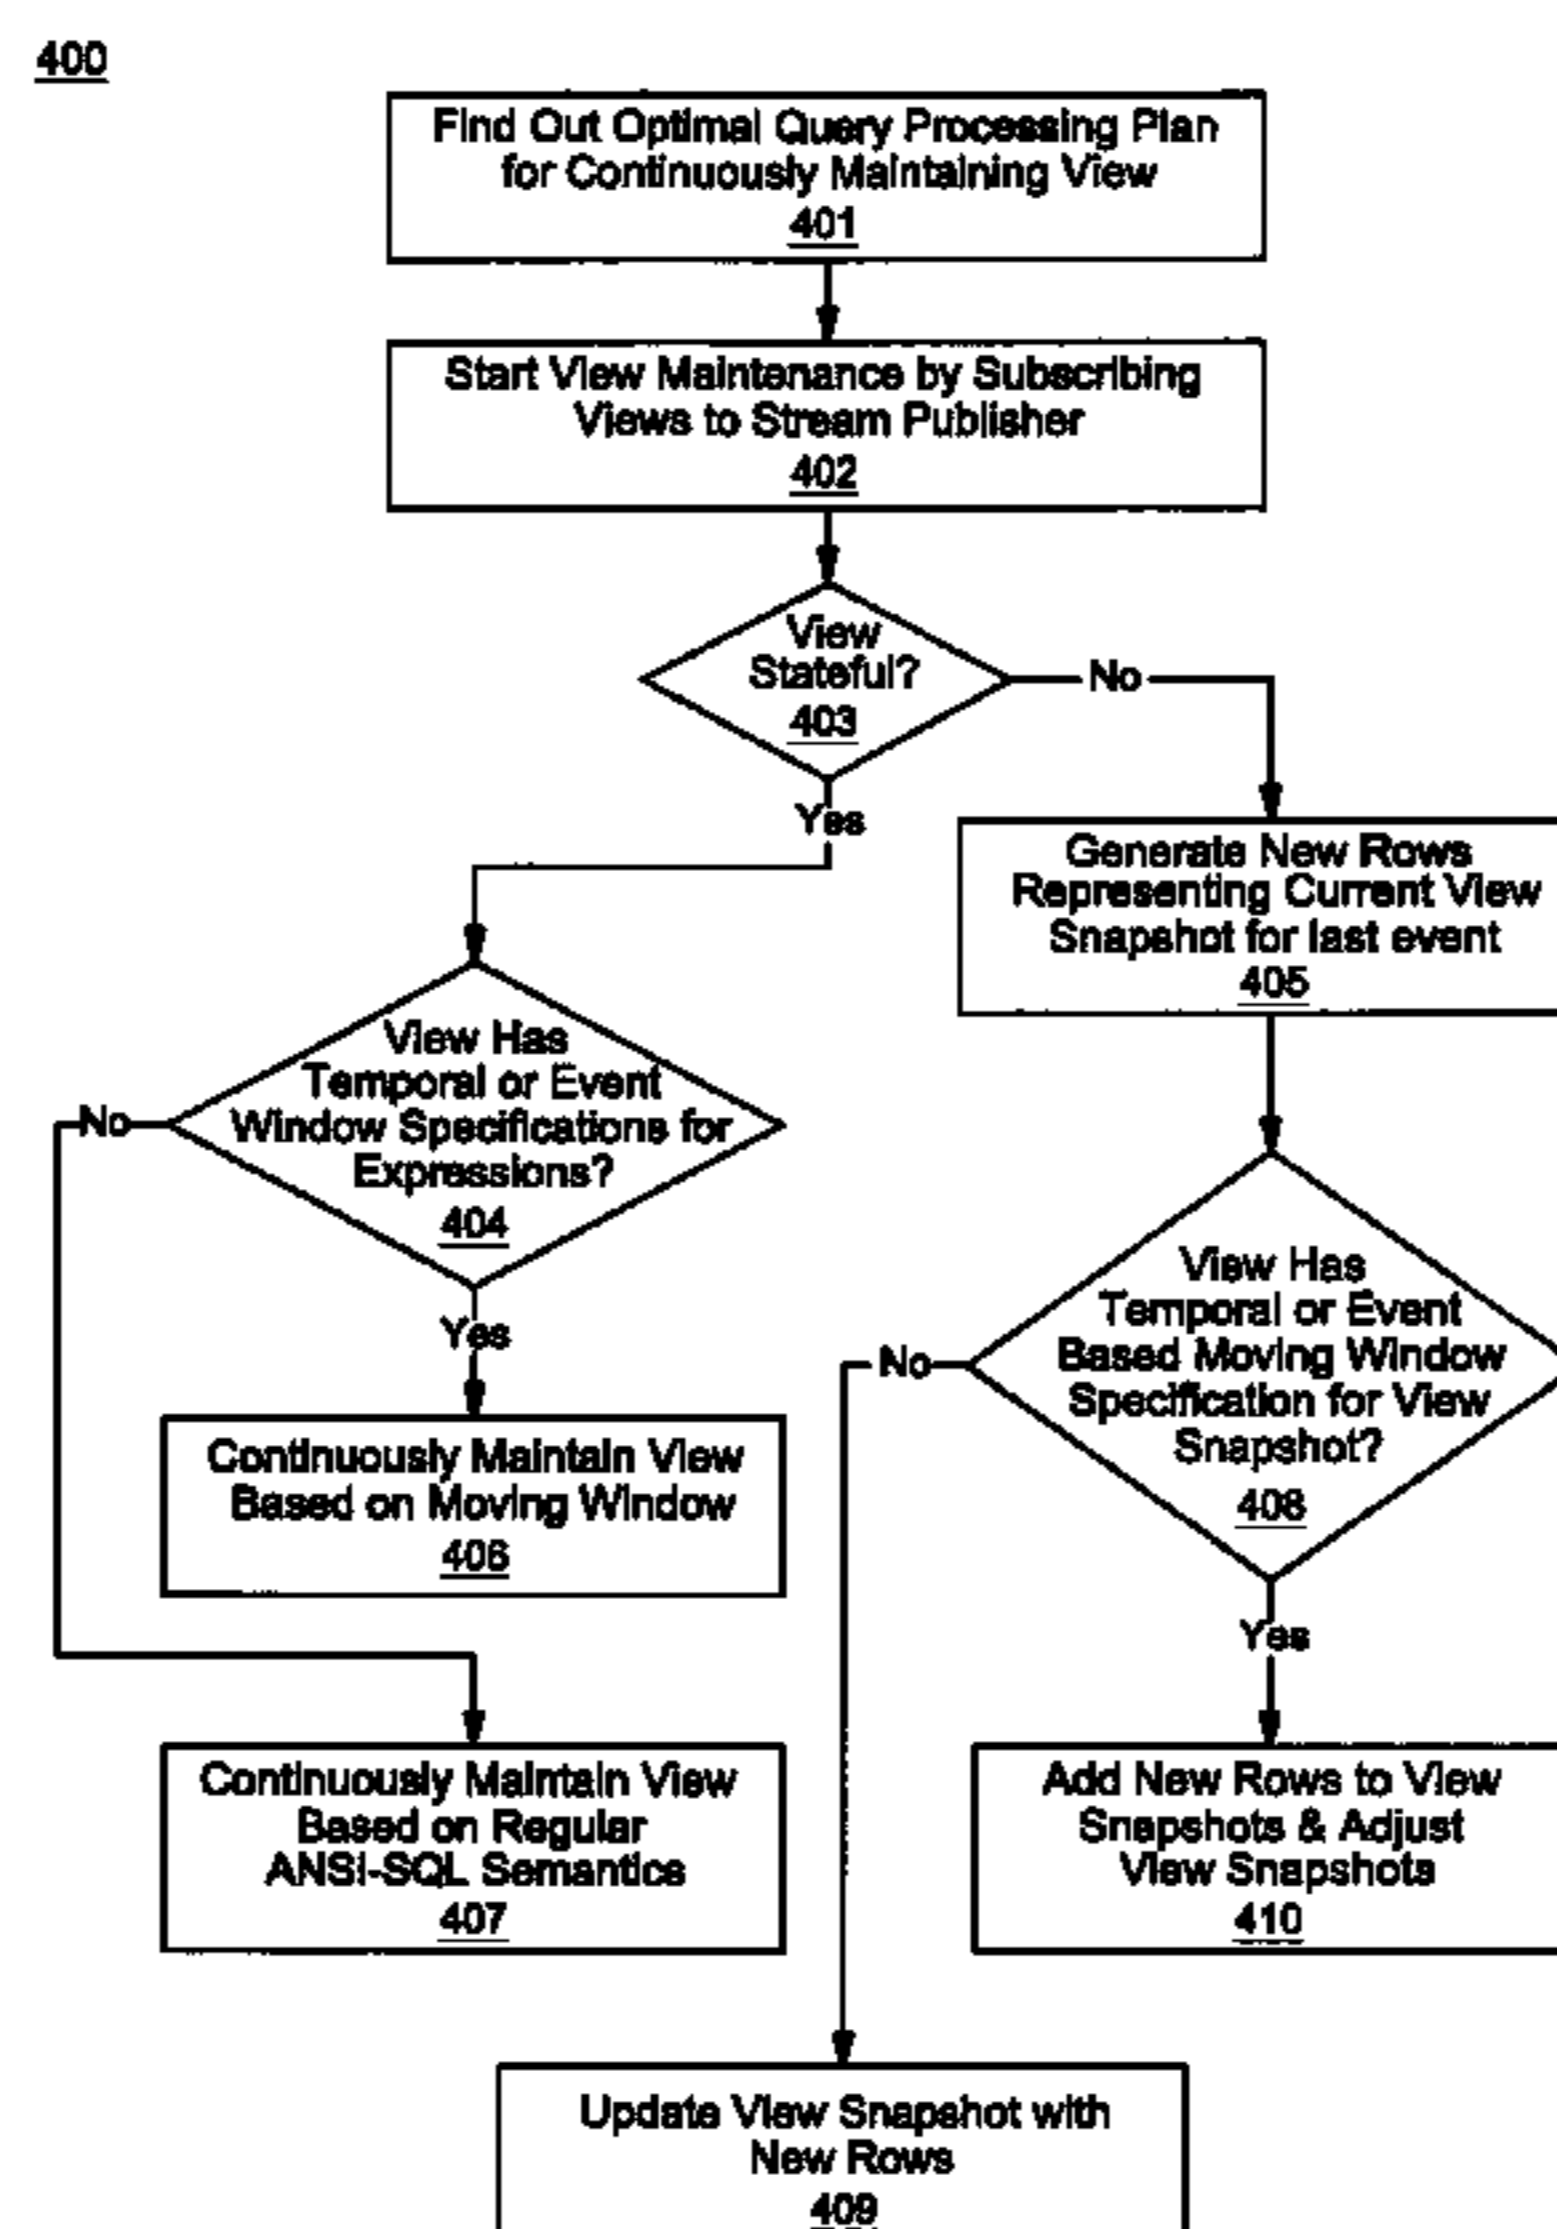 400
Find Out Optimal Query Processing Plan
for Continuously Maintaining View
401
Start View Maintenance by Subscribing
Views to Stream Publisher
402
View
Stateful?
403
No
Yes
Generate New Rows
Representing Current View
Snapshot for last event
405
View Has
Temporal or Event
Window Specifications for
Expressions?
404
No
Yes
View Has
Temporal or Event
Based Moving Window
Specification for View
Snapshot?
408
No
Yes
Continuously Maintain View
Based on Moving Window
406
Continuously Maintain View
Based on Regular
ANSI-SQL Semantics
407
Add New Rows to View
Snapshots & Adjust
View Snapshots
410
Update View Snapshot with
New Rows
409